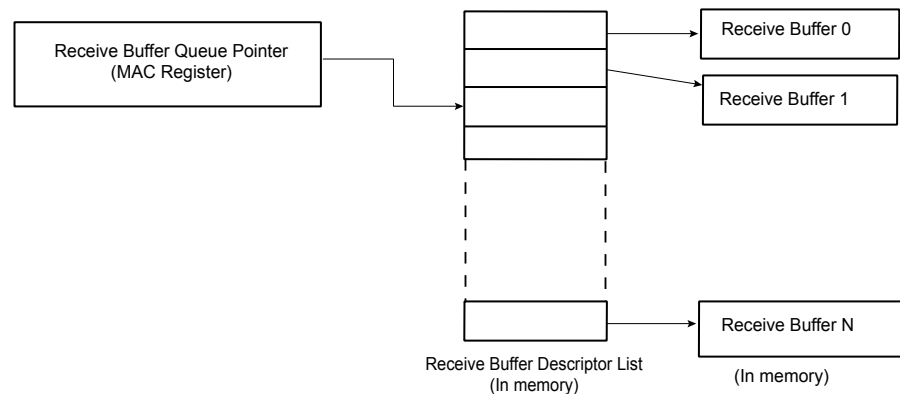 Receive Buffer Queue Pointer
(MAC Register)
Receive Buffer 0
Receive Buffer 1
Receive Buffer N
Receive Buffer Descriptor List
(In memory)
(In memory)